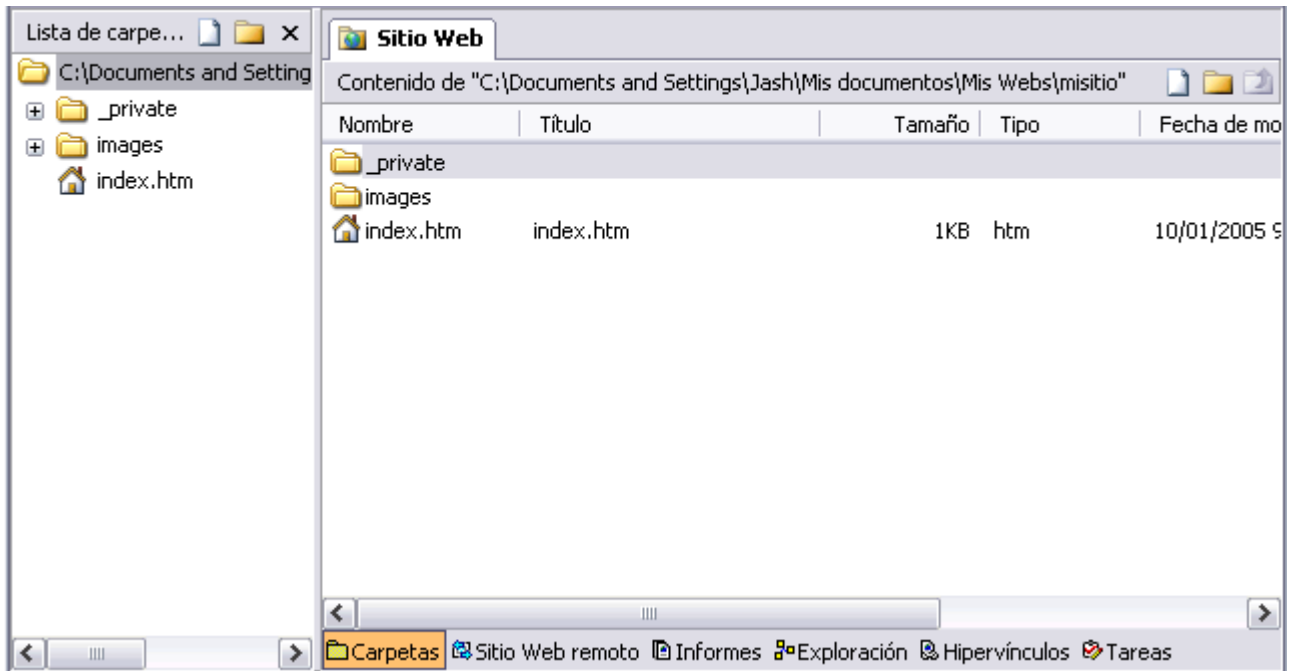 Lista de carpe...
C:\Documents and Setting
_private
images
index.htm
Sitio Web
Contenido de "C:\Documents and Settings\Jash\Mis documentos\Mis Webs\misitio"
Nombre Título Tamaño Tipo Fecha de mo
_private
images
index.htm index.htm 1KB htm 10/01/2005 9
Carpetas Sitio Web remoto Informes Exploración Hipervínculos Tareas